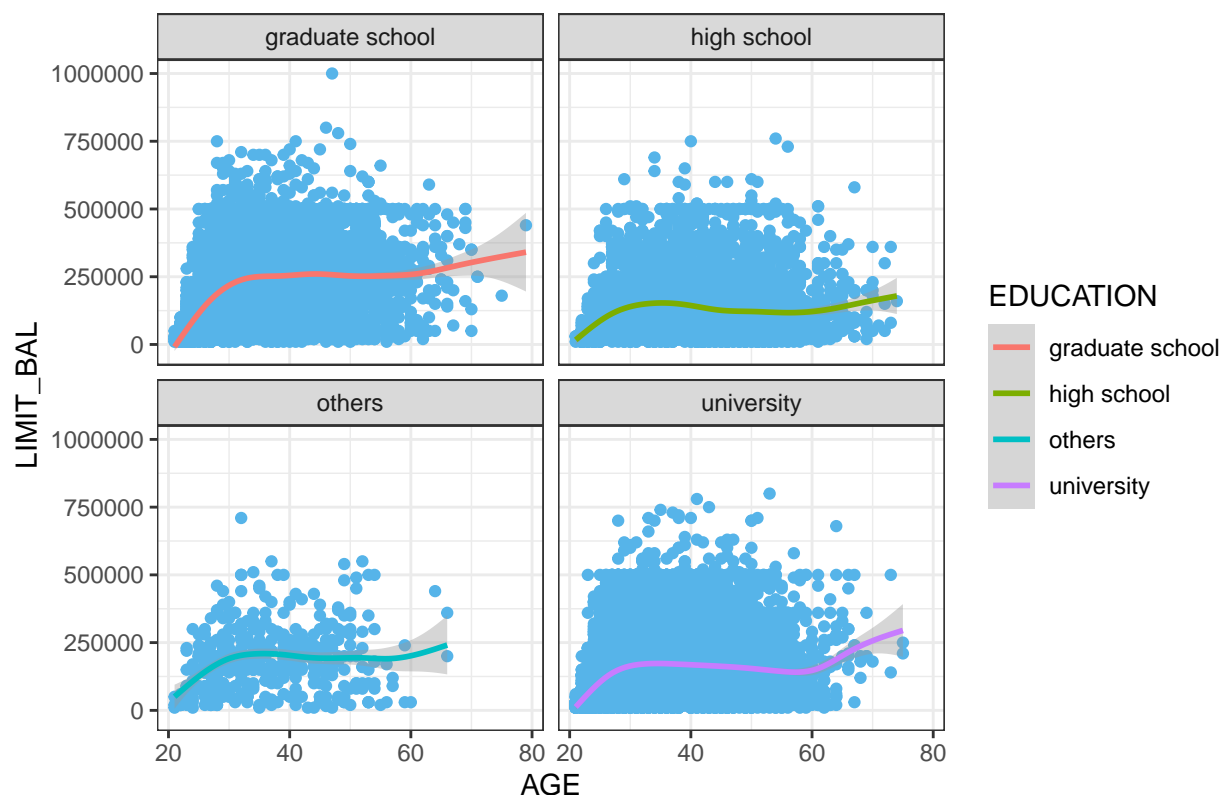 graduate school
high school
1000000
750000
500000
250000
0
others
university
1000000
750000
500000
250000
0
20
40
60
80
20
40
60
80
AGE
LIMIT_BAL
EDUCATION
graduate school
high school
others
university